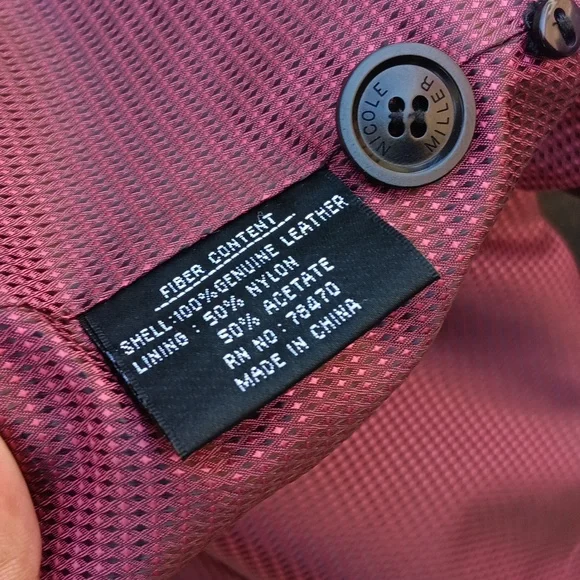 NICOLE
MILLER
FIBER CONTENT
SHELL:100%GENUINE LEATHER
LINING : 50% NYLON
50% ACETATE
RN NO: 78470
MADE IN CHINA